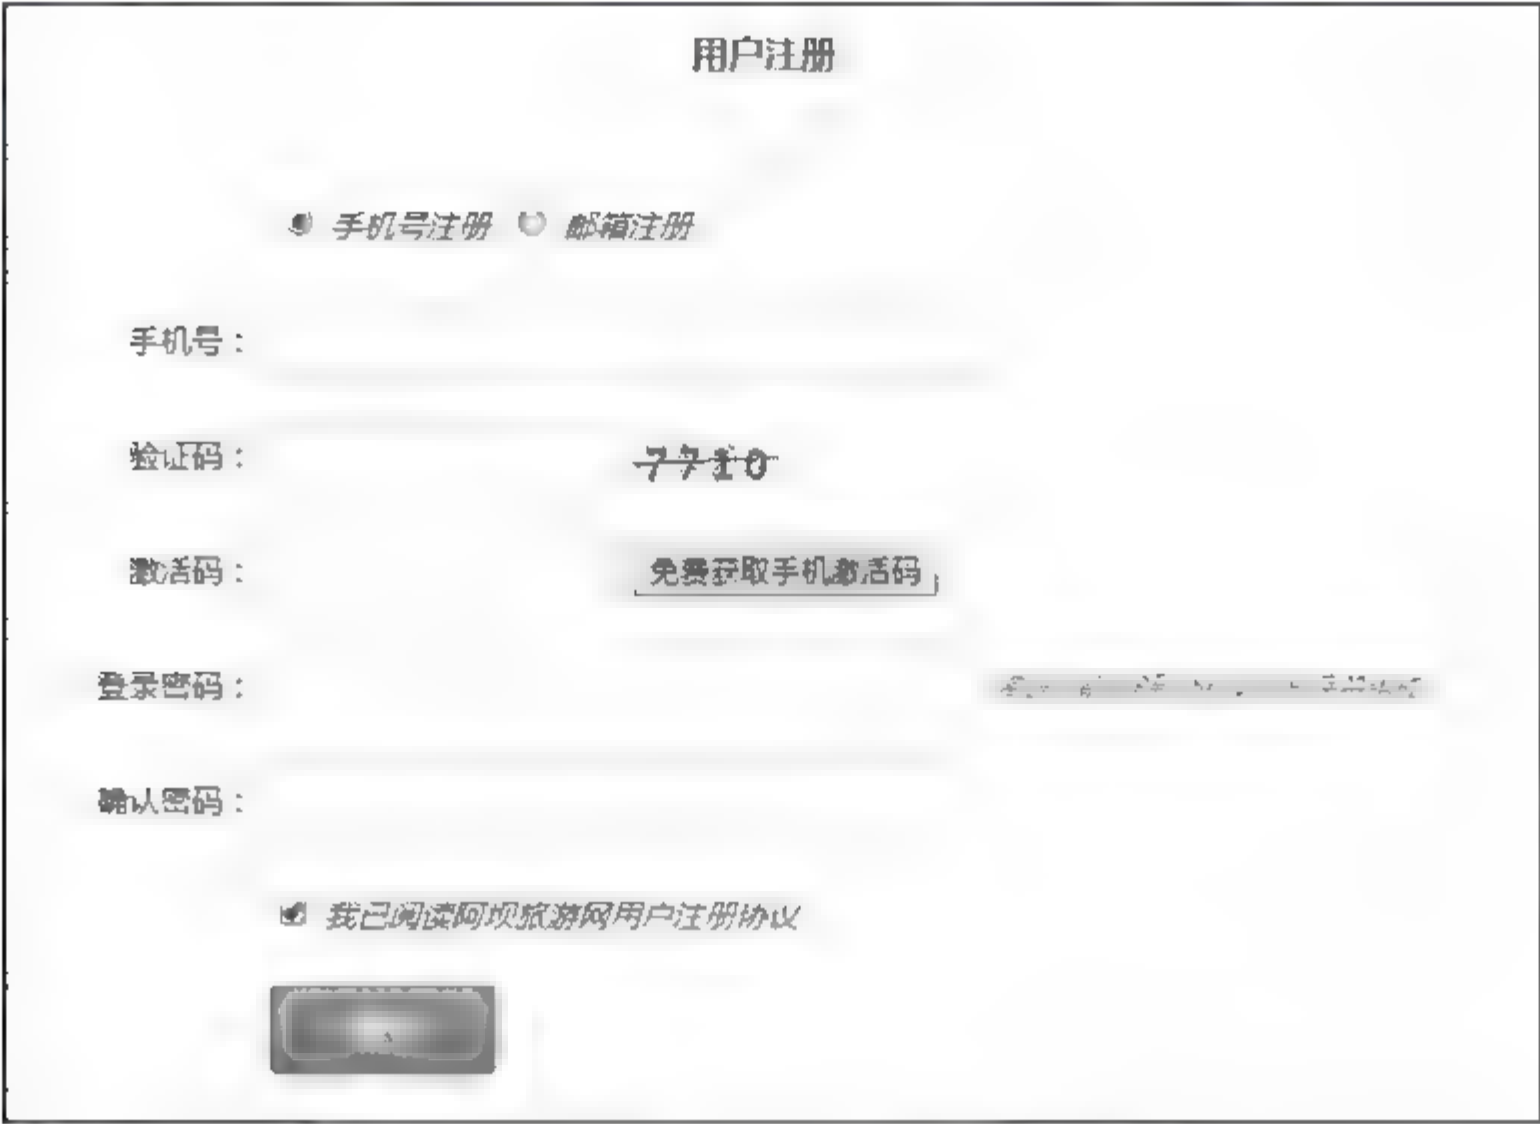 用户注册
手机号注册 邮箱注册
手机号：
验证码： 7710
激活码： 免费获取手机激活码
登录密码：
确认密码：
我已阅读阿坝旅游网用户注册协议